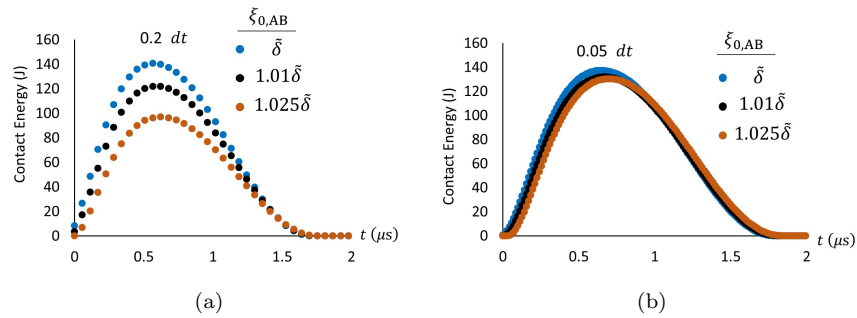 0.2 dt
ξ₀,AB
δ̃
1.01δ̃
1.025δ̃
Contact Energy (J)
160
140
120
100
80
60
40
20
0
0 0.5 1 1.5 2
t (μs)
(a)
0.05 dt
ξ₀,AB
δ̃
1.01δ̃
1.025δ̃
Contact Energy (J)
160
140
120
100
80
60
40
20
0
0 0.5 1 1.5 2
t (μs)
(b)